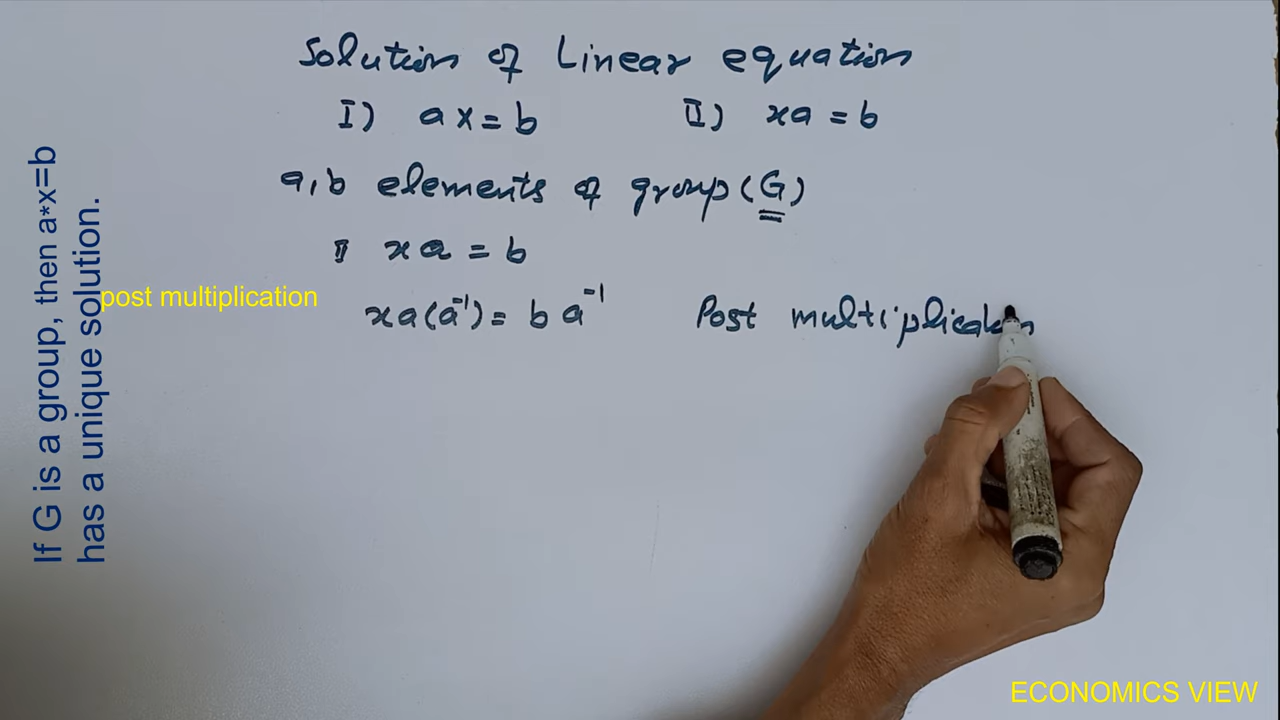 Solution of Linear equation
I) ax = b II) xa = b
a, b elements of group (G)
II xa = b
xa(a⁻¹) = b a⁻¹ Post multiplication
If G is a group, then a*x=b
has a unique solution.
post multiplication
ECONOMICS VIEW